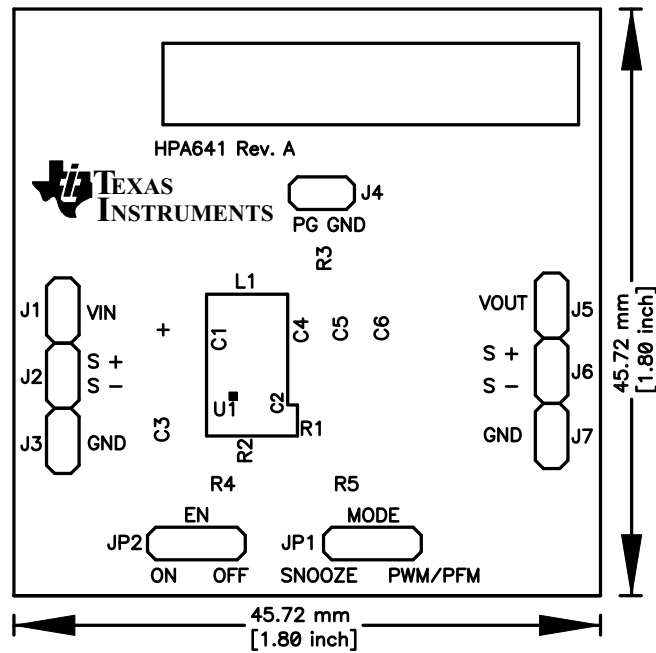 HPA641 Rev. A
TEXAS
INSTRUMENTS
J4
PG GND
R3
L1
J1
VIN
VOUT
J5
+
C1
C4
C5
C6
J2
S +
S –
S +
S –
J6
U1
C2
J3
GND
C3
R2
R1
GND
J7
R4
R5
EN
MODE
JP2
JP1
ON
OFF
SNOOZE
PWM/PFM
45.72 mm
[1.80 inch]
45.72 mm
[1.80 inch]